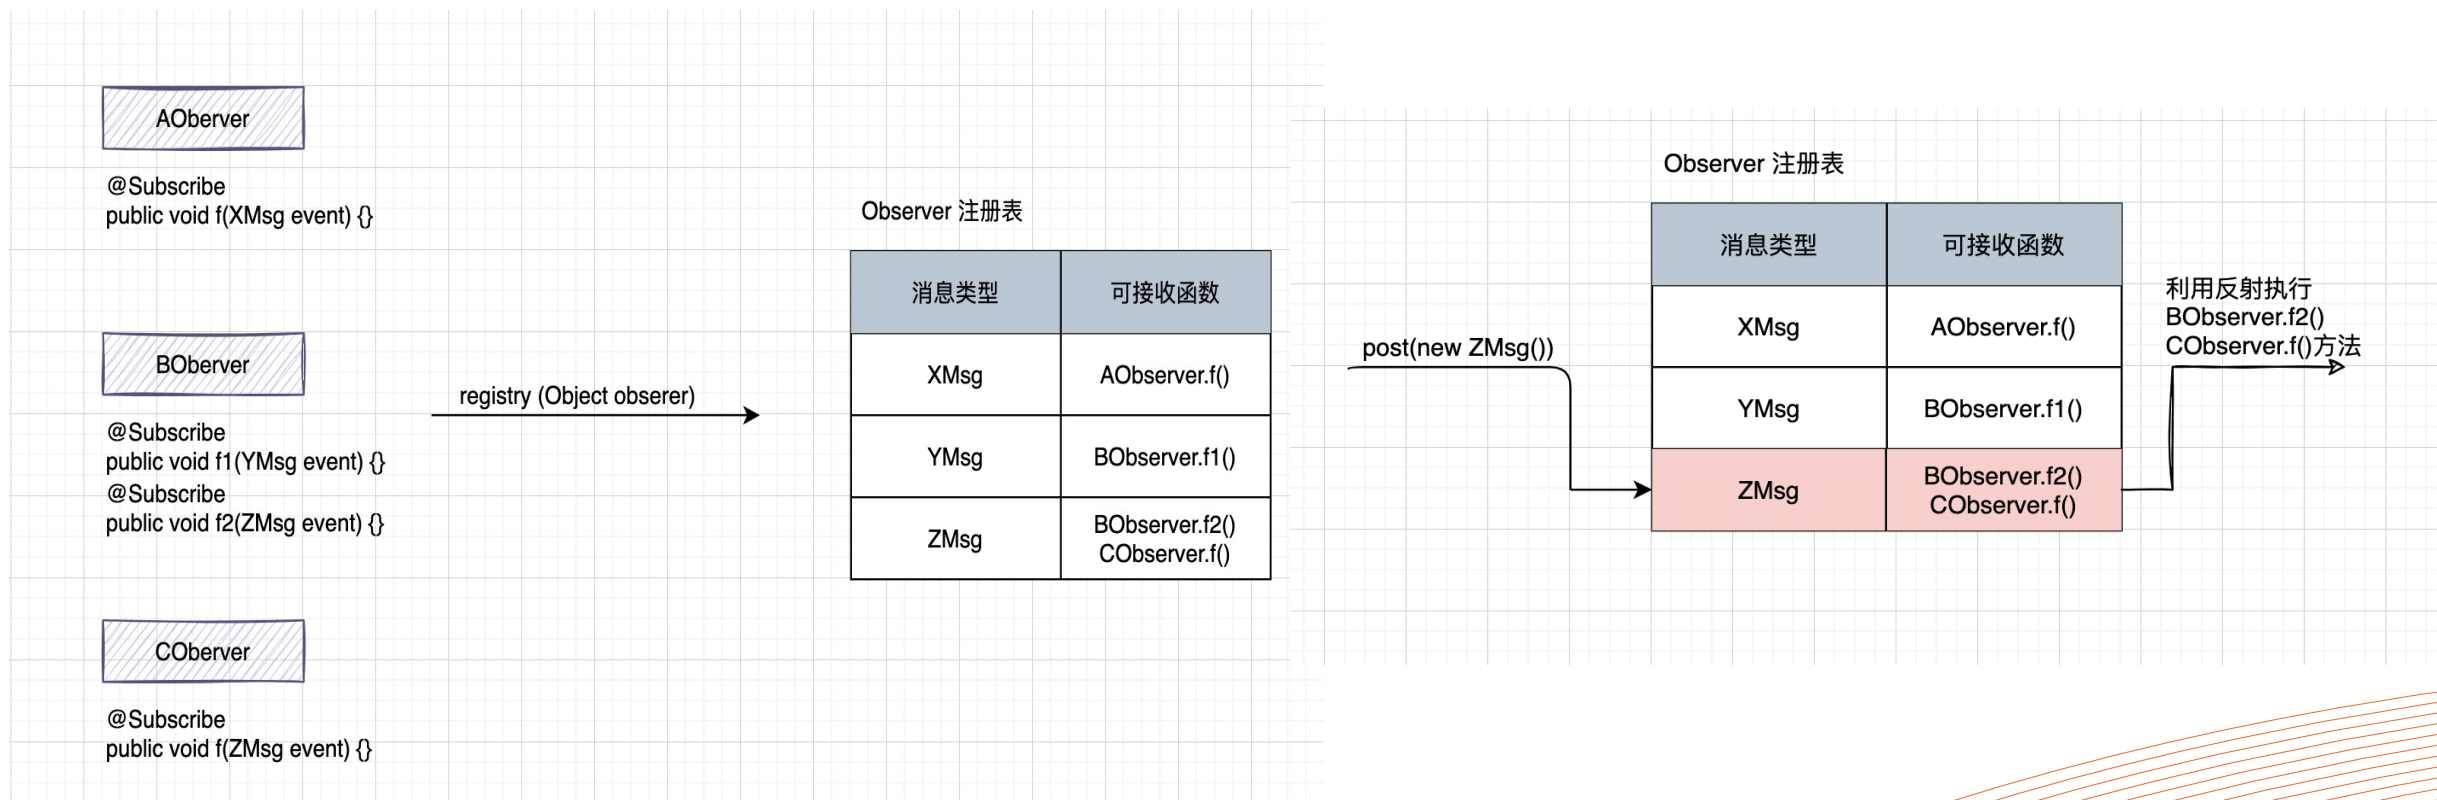 AOberver
@Subscribe
public void f(XMsg event) {}
BOberver
@Subscribe
public void f1(YMsg event) {}
@Subscribe
public void f2(ZMsg event) {}
COberver
@Subscribe
public void f(ZMsg event) {}
registry (Object obserer)
Observer 注册表
消息类型 可接收函数
XMsg AObserver.f()
YMsg BObserver.f1()
ZMsg BObserver.f2()
CObserver.f()
post(new ZMsg())
Observer 注册表
消息类型 可接收函数
XMsg AObserver.f()
YMsg BObserver.f1()
ZMsg BObserver.f2()
CObserver.f()
利用反射执行
BObserver.f2()
CObserver.f()方法